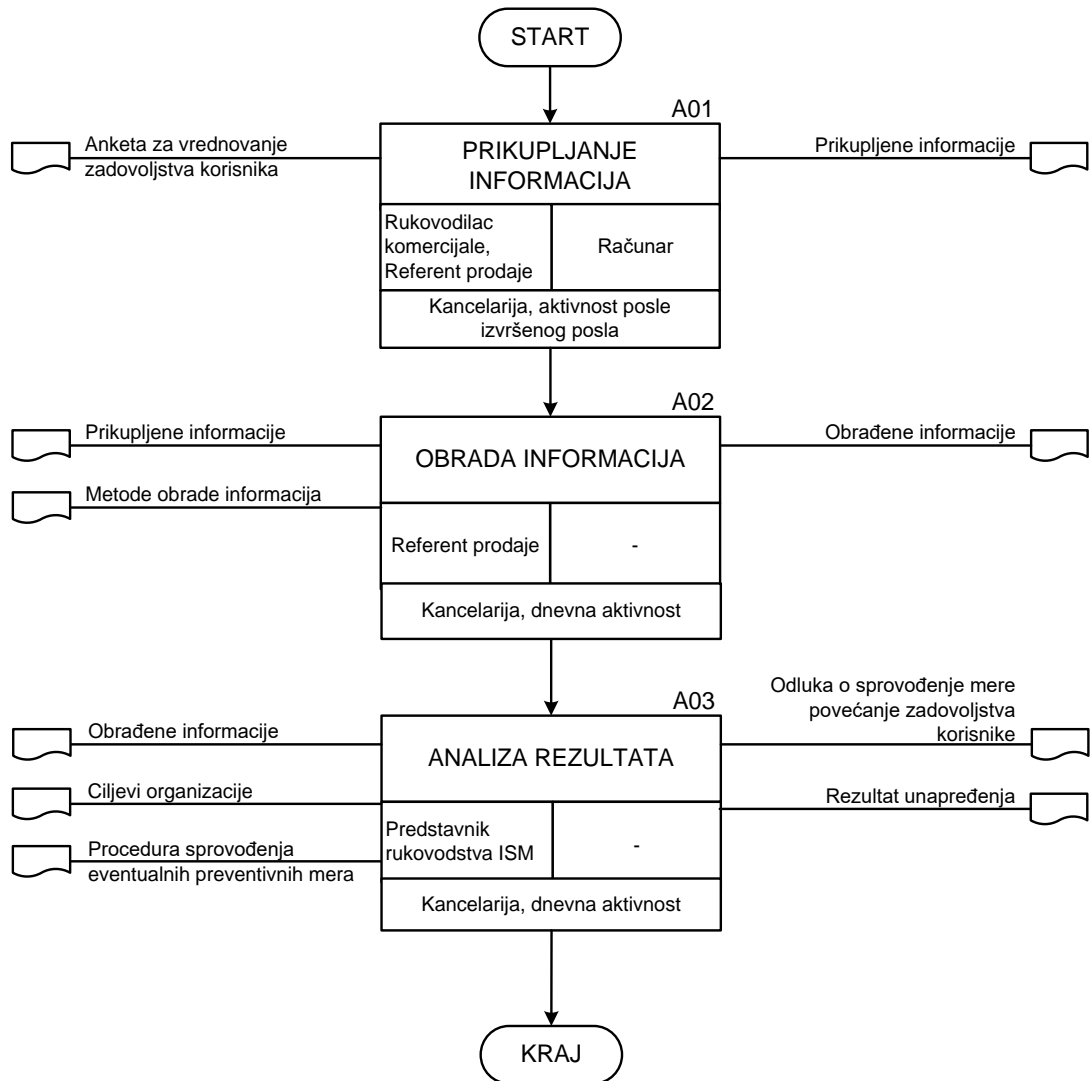 START
A01
Anketa za vrednovanje
zadovoljstva korisnika
PRIKUPLJANJE
INFORMACIJA
Prikupljene informacije
Rukovodilac
komercijale,
Referent prodaje
Računar
Kancelarija, aktivnost posle
izvršenog posla
A02
Prikupljene informacije
Metode obrade informacija
OBRADA INFORMACIJA
Obrađene informacije
Referent prodaje
-
Kancelarija, dnevna aktivnost
A03
Obrađene informacije
Ciljevi organizacije
Procedura sprovođenja
eventualnih preventivnih mera
ANALIZA REZULTATA
Odluka o sprovođenje mere
povećanje zadovoljstva
korisnike
Rezultat unapređenja
Predstavnik
rukovodstva ISM
-
Kancelarija, dnevna aktivnost
KRAJ